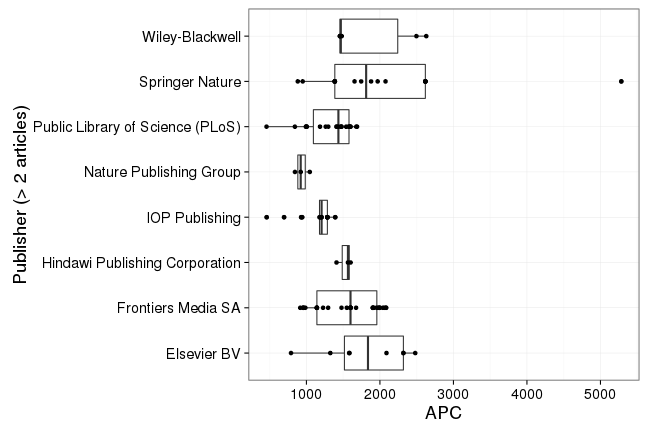 Publisher (> 2 articles)
Wiley-Blackwell
Springer Nature
Public Library of Science (PLoS)
Nature Publishing Group
IOP Publishing
Hindawi Publishing Corporation
Frontiers Media SA
Elsevier BV
1000 2000 3000 4000 5000
APC